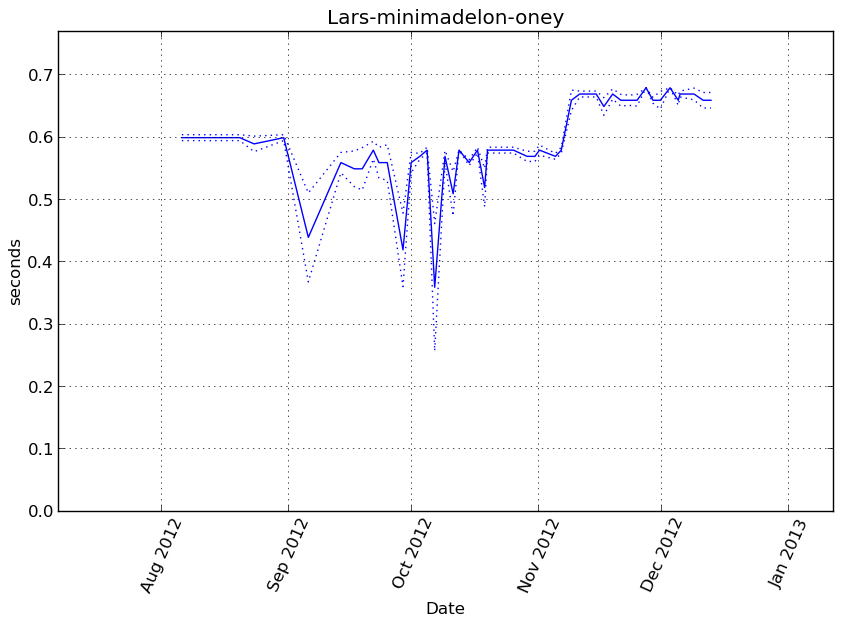 Lars-minimadelon-oney
0.7
0.6
0.5
0.4
0.3
0.2
0.1
0.0
seconds
Aug 2012
Sep 2012
Oct 2012
Nov 2012
Dec 2012
Jan 2013
Date